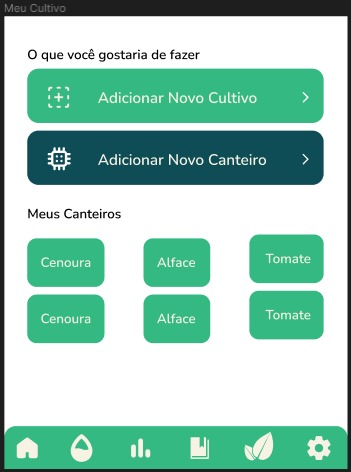 Meu Cultivo
O que você gostaria de fazer
Adicionar Novo Cultivo
Adicionar Novo Canteiro
Meus Canteiros
Cenoura Alface Tomate
Cenoura Alface Tomate